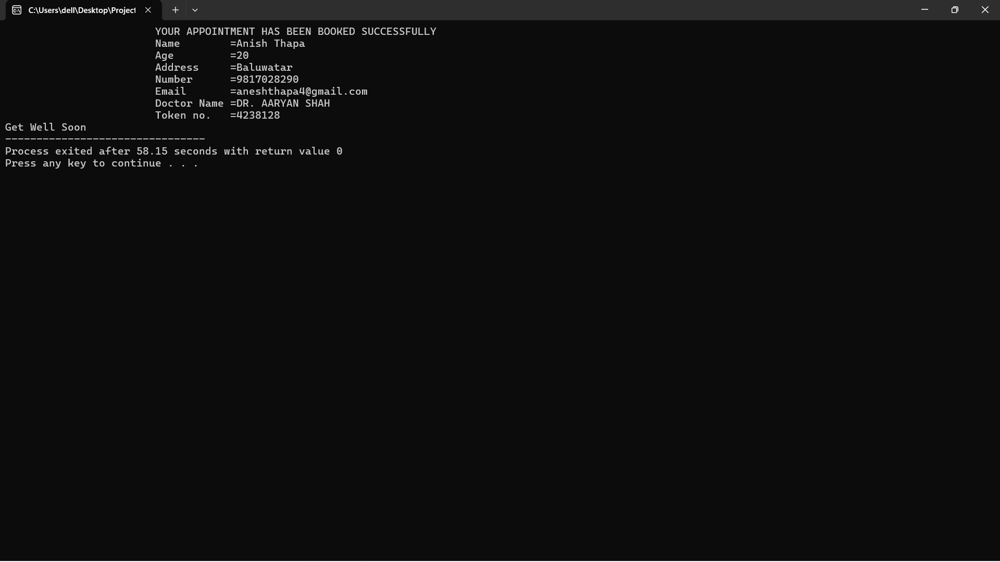 C:\Users\dell\Desktop\Project
YOUR APPOINTMENT HAS BEEN BOOKED SUCCESSFULLY
Name        =Anish Thapa
Age         =20
Address     =Baluwatar
Number      =9817028290
Email       =aneshthapa4@gmail.com
Doctor Name =DR. AARYAN SHAH
Token no.   =4238128
Get Well Soon
--------------------------------
Process exited after 58.15 seconds with return value 0
Press any key to continue . . .